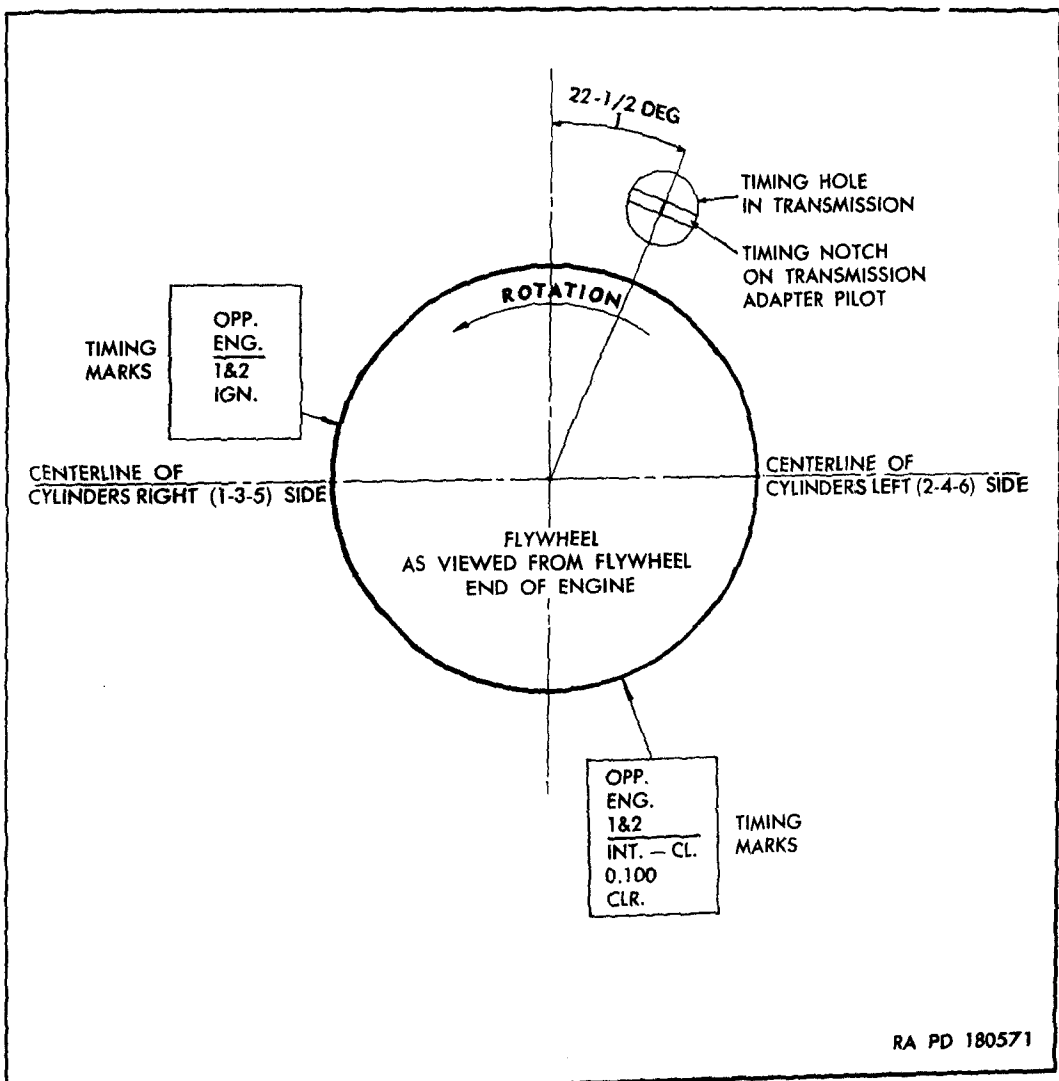 22-1/2 DEG
TIMING HOLE
IN TRANSMISSION
TIMING NOTCH
ON TRANSMISSION
ADAPTER PILOT
ROTATION
TIMING
MARKS
OPP.
ENG.
1&2
IGN.
CENTERLINE OF
CYLINDERS RIGHT (1-3-5) SIDE
CENTERLINE OF
CYLINDERS LEFT (2-4-6) SIDE
FLYWHEEL
AS VIEWED FROM FLYWHEEL
END OF ENGINE
OPP.
ENG.
1&2
INT. — CL.
0.100
CLR.
TIMING
MARKS
RA PD 180571